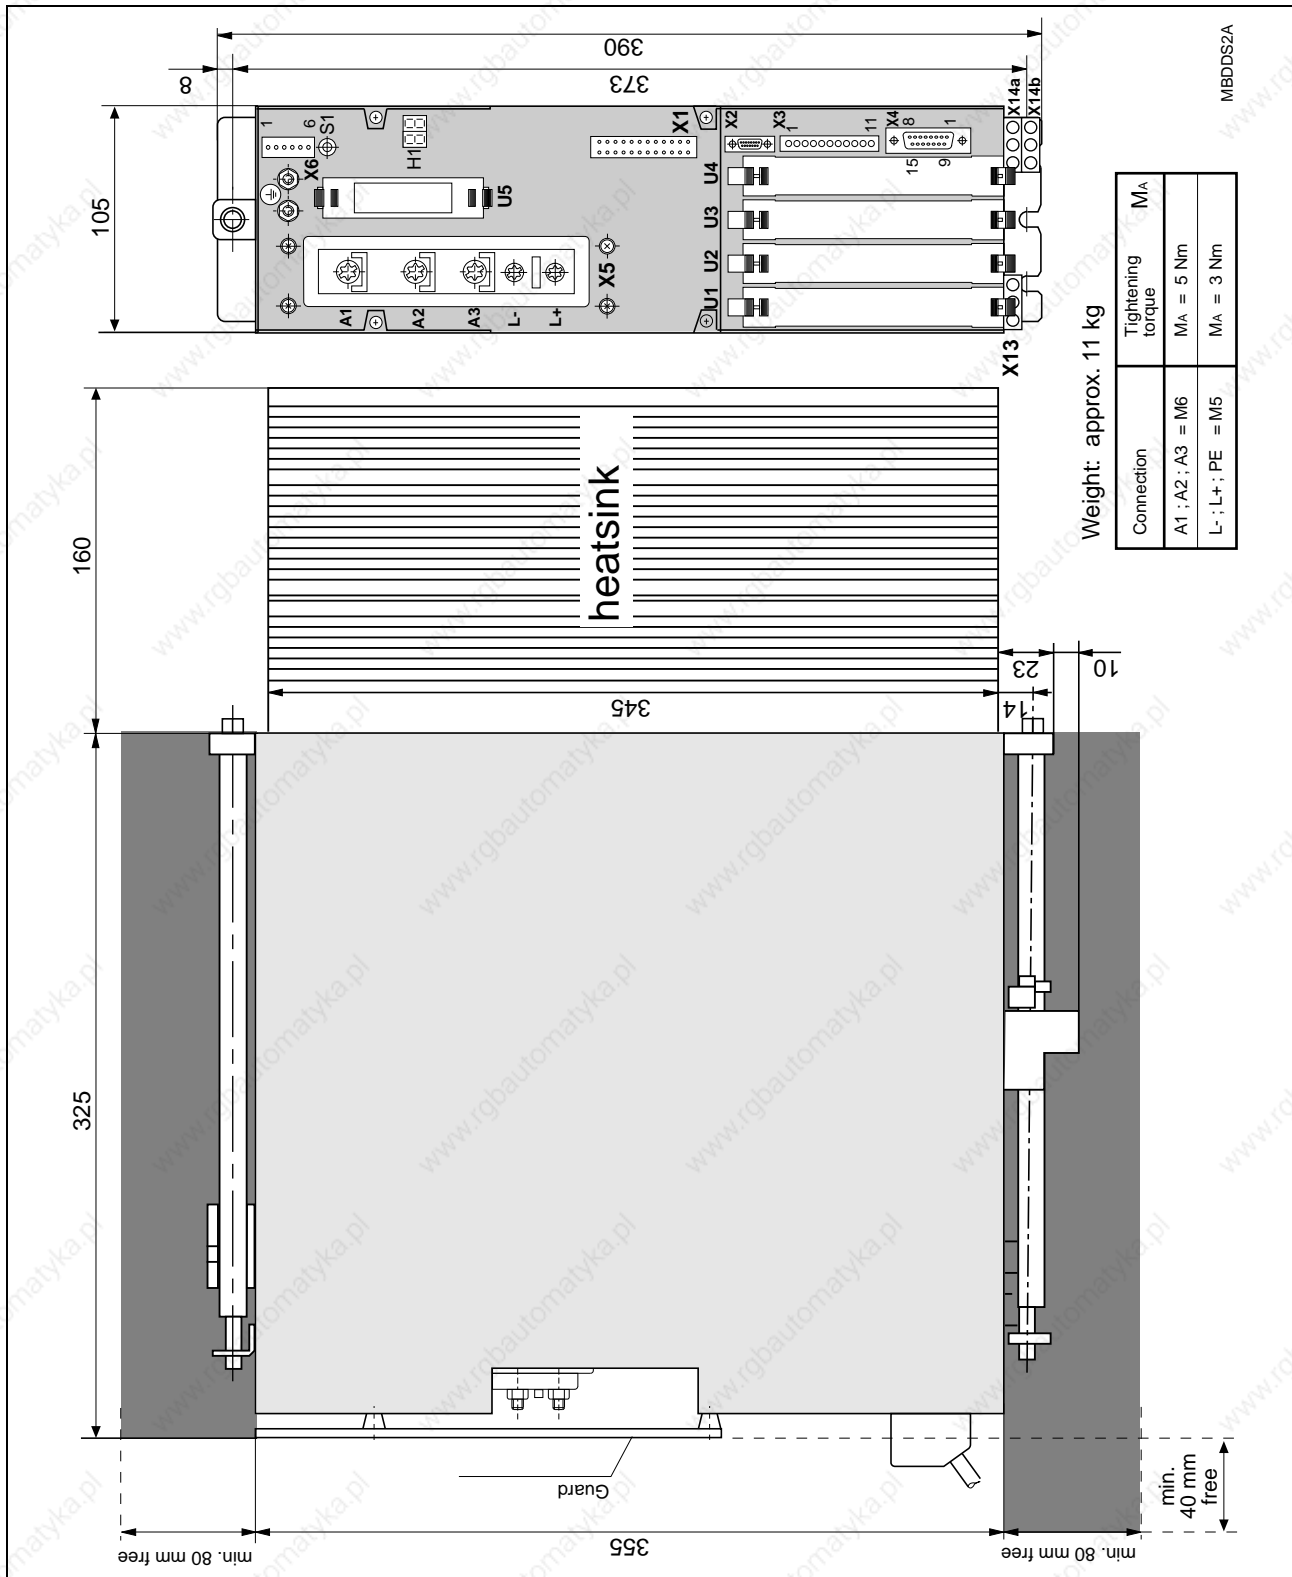 390
373
8
MBDDS2A
105
1
6
S1
X6
H1
X1
X2
X3
1
11
X4
8
1
15
9
X14a
X14b
U5
U4
U3
U2
U1
A1
A2
A3
L-
L+
X5
X13
160
heatsink
345
23
14
10
Weight: approx. 11 kg
Connection
Tightening
torque
MA
A1 ; A2 ; A3 = M6
MA = 5 Nm
L- ; L+ ; PE = M5
MA = 3 Nm
325
Guard
355
min. 80 mm free
min. 80 mm free
min.
40 mm
free
www.rgbautomatyka.pl